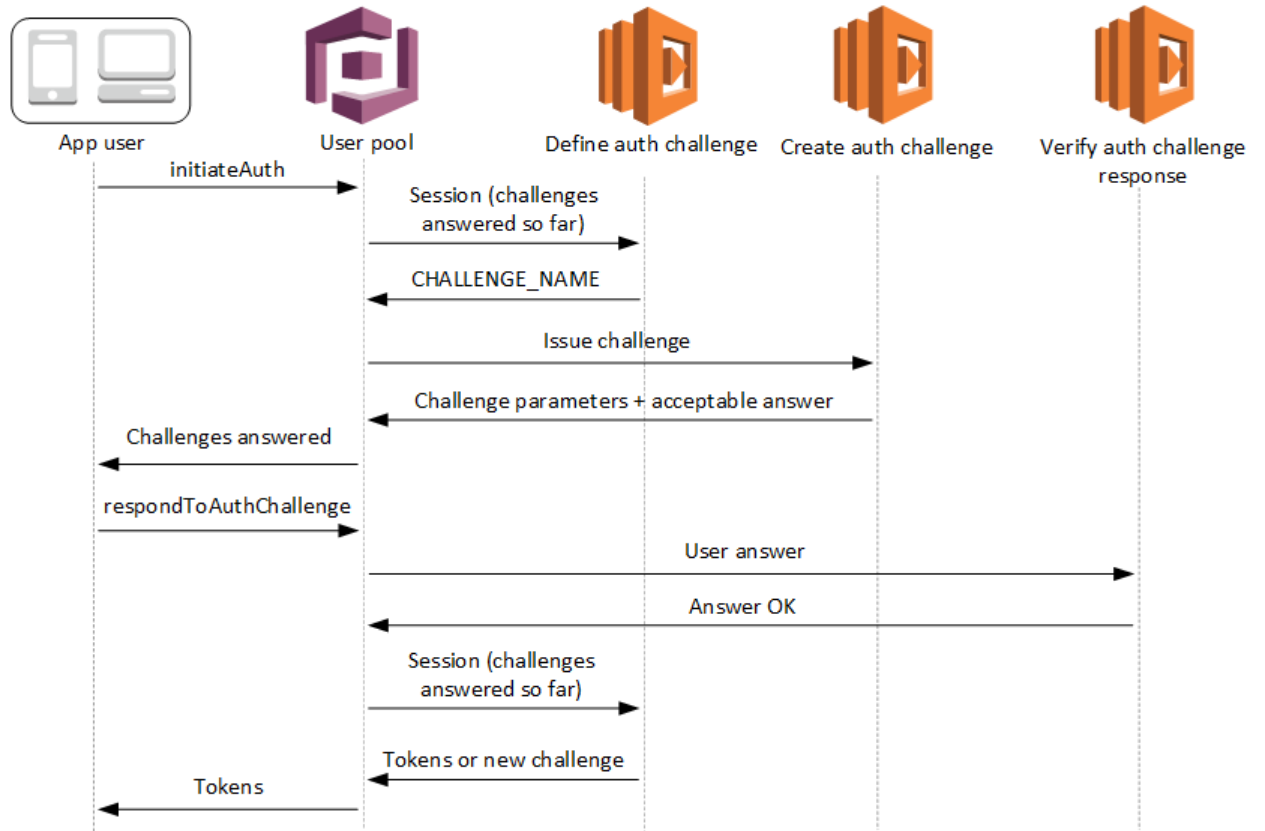 App user
User pool
Define auth challenge
Create auth challenge
Verify auth challenge
response
initiateAuth
Session (challenges
answered so far)
CHALLENGE_NAME
Issue challenge
Challenge parameters + acceptable answer
Challenges answered
respondToAuthChallenge
User answer
Answer OK
Session (challenges
answered so far)
Tokens or new challenge
Tokens